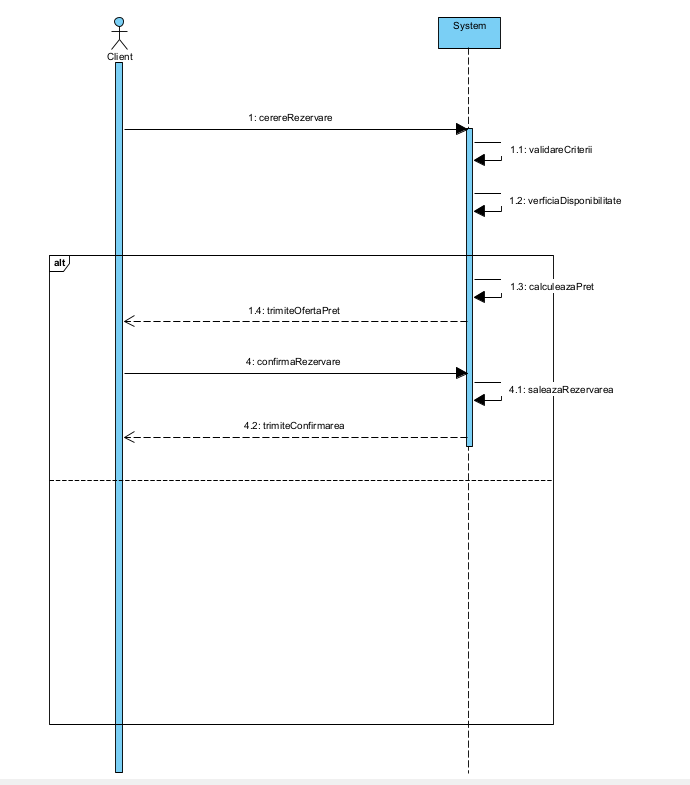 System
Client
1: cerereRezervare
1.1: validareCriterii
1.2: verficiaDisponibilitate
alt
1.3: calculeazaPret
1.4: trimiteOfertaPret
4: confirmaRezervare
4.1: saleazaRezervarea
4.2: trimiteConfirmarea